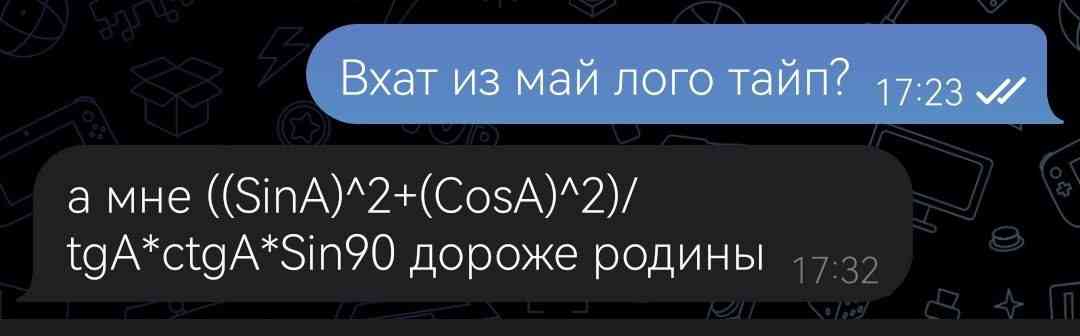 Вхат из май лого тайп? 17:23
а мне ((SinA)^2+(CosA)^2)/
tgA*ctgA*Sin90 дороже родины 17:32